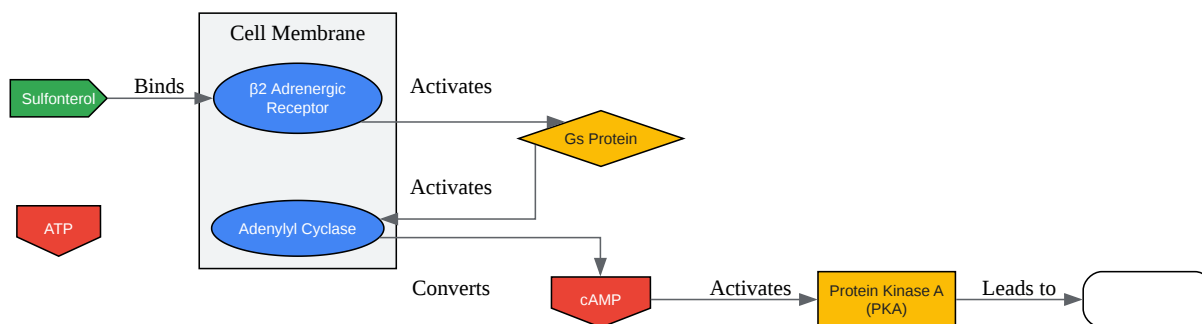 Cell Membrane
Sulfonterol
Binds
β2 Adrenergic
Receptor
Activates
Gs Protein
Activates
ATP
Adenylyl Cyclase
Converts
cAMP
Activates
Protein Kinase A
(PKA)
Leads to